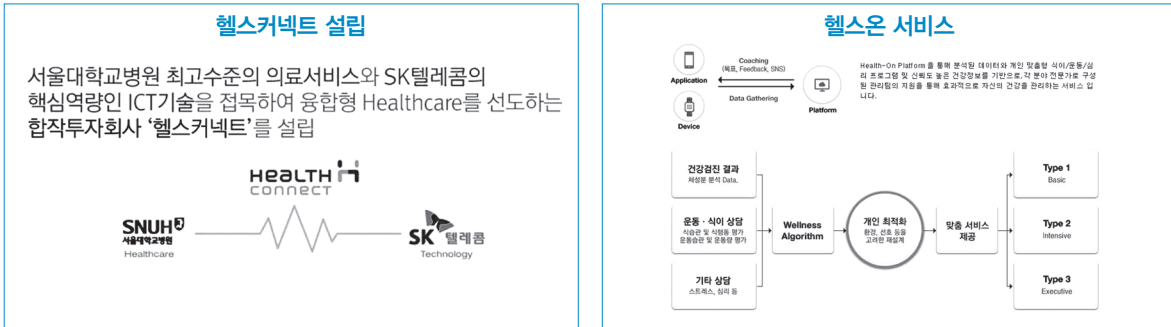 헬스커넥트 설립
서울대학교병원 최고수준의 의료서비스와 SK텔레콤의
핵심역량인 ICT기술을 접목하여 융합형 Healthcare를 선도하는
합작투자회사 ‘헬스커넥트’를 설립
HEALTH
CONNECT
SNUH
서울대학교병원
Healthcare
SK 텔레콤
Technology
헬스온 서비스
Application
Device
Coaching
(목표, Feedback, SNS)
Data Gathering
Platform
Health-On Platform 을 통해 분석된 데이터와 개인 맞춤형 식이/운동/심
리 프로그램 및 신뢰도 높은 건강정보를 기반으로, 각 분야 전문가로 구성
된 관리팀의 지원을 통해 효과적으로 자신의 건강을 관리하는 서비스 입
니다.
건강검진 결과
체성분 분석 Data.
운동 · 식이 상담
식습관 및 식행동 평가
운동습관 및 운동량 평가
기타 상담
스트레스, 심리 등
Wellness
Algorithm
개인 최적화
환경, 선호 등을
고려한 재설계
맞춤 서비스
제공
Type 1
Basic
Type 2
Intensive
Type 3
Executive